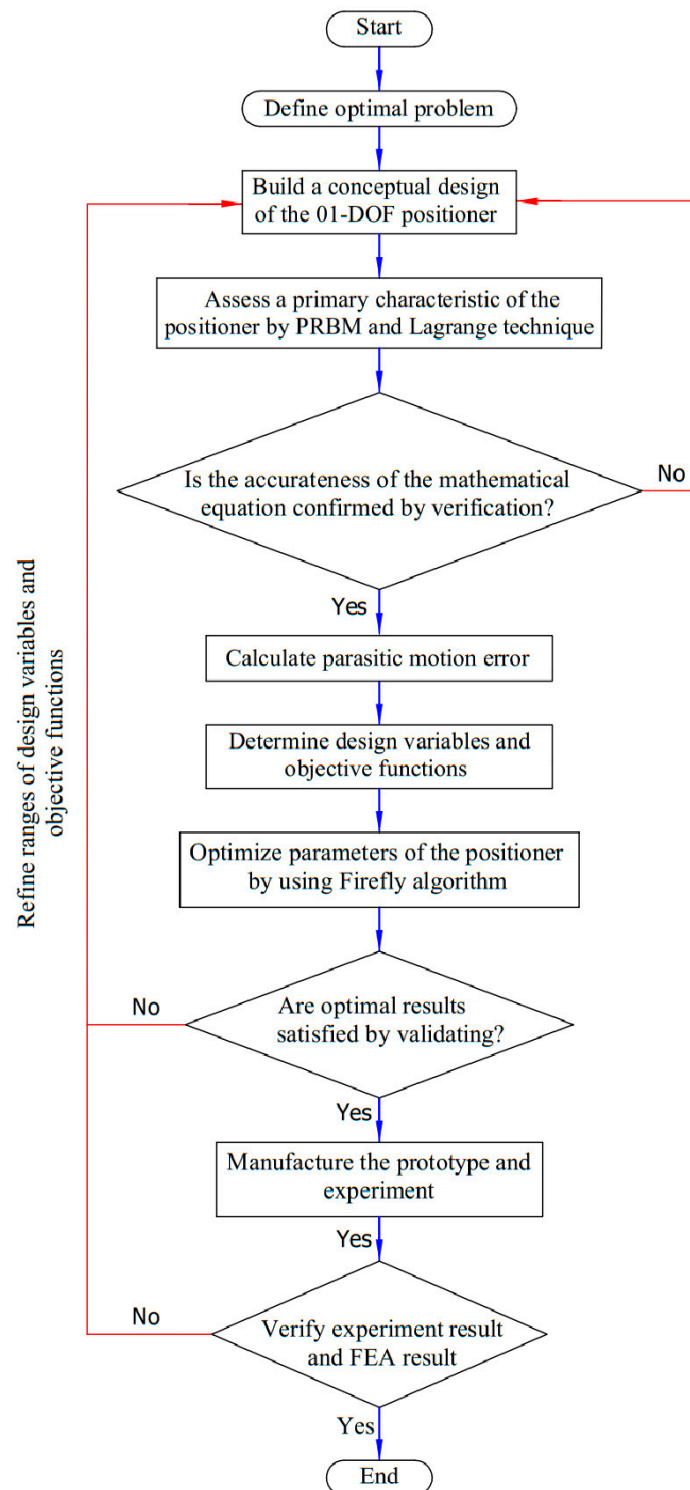 Start
Define optimal problem
Build a conceptual design
of the 01-DOF positioner
Assess a primary characteristic of the
positioner by PRBM and Lagrange technique
Is the accurateness of the mathematical
equation confirmed by verification?
No
Yes
Calculate parasitic motion error
Determine design variables and
objective functions
Optimize parameters of the positioner
by using Firefly algorithm
Are optimal results
satisfied by validating?
No
Yes
Manufacture the prototype and
experiment
Yes
Verify experiment result
and FEA result
No
Yes
End
Refine ranges of design variables and
objective functions